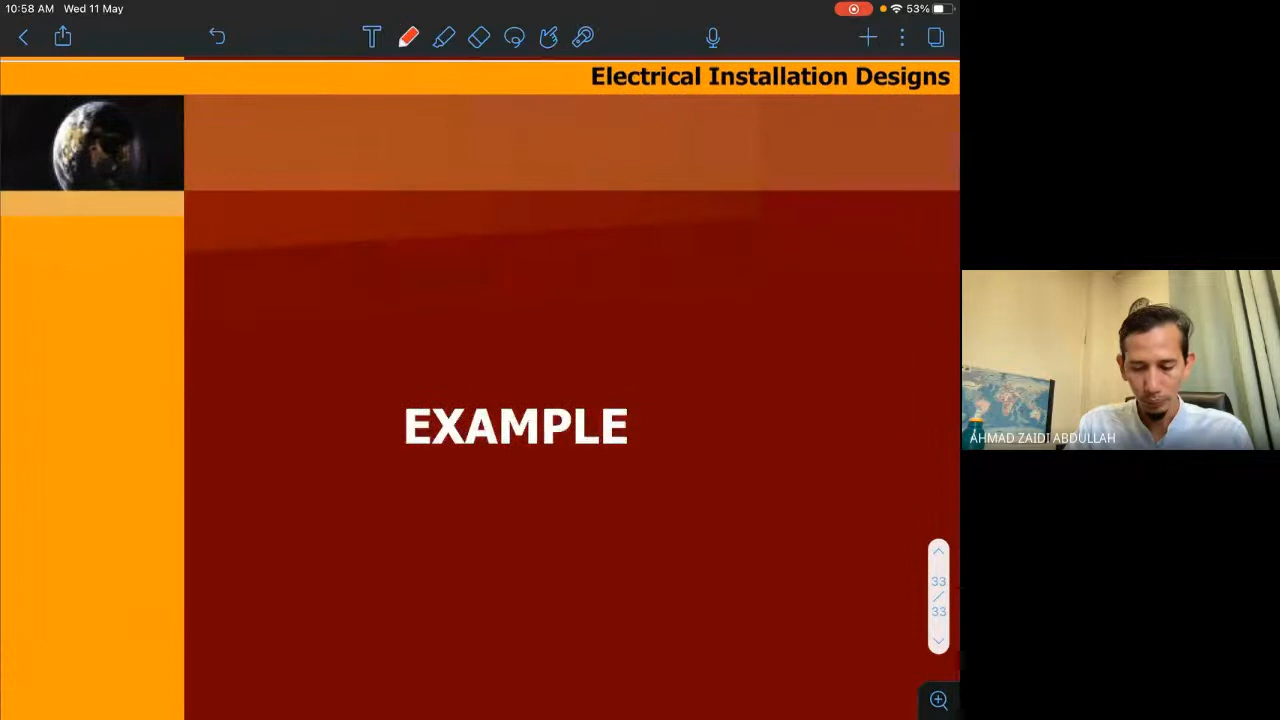 10:58 AM Wed 11 May
53%
T
Electrical Installation Designs
EXAMPLE
33
/
33
AHMAD ZAIDI ABDULLAH